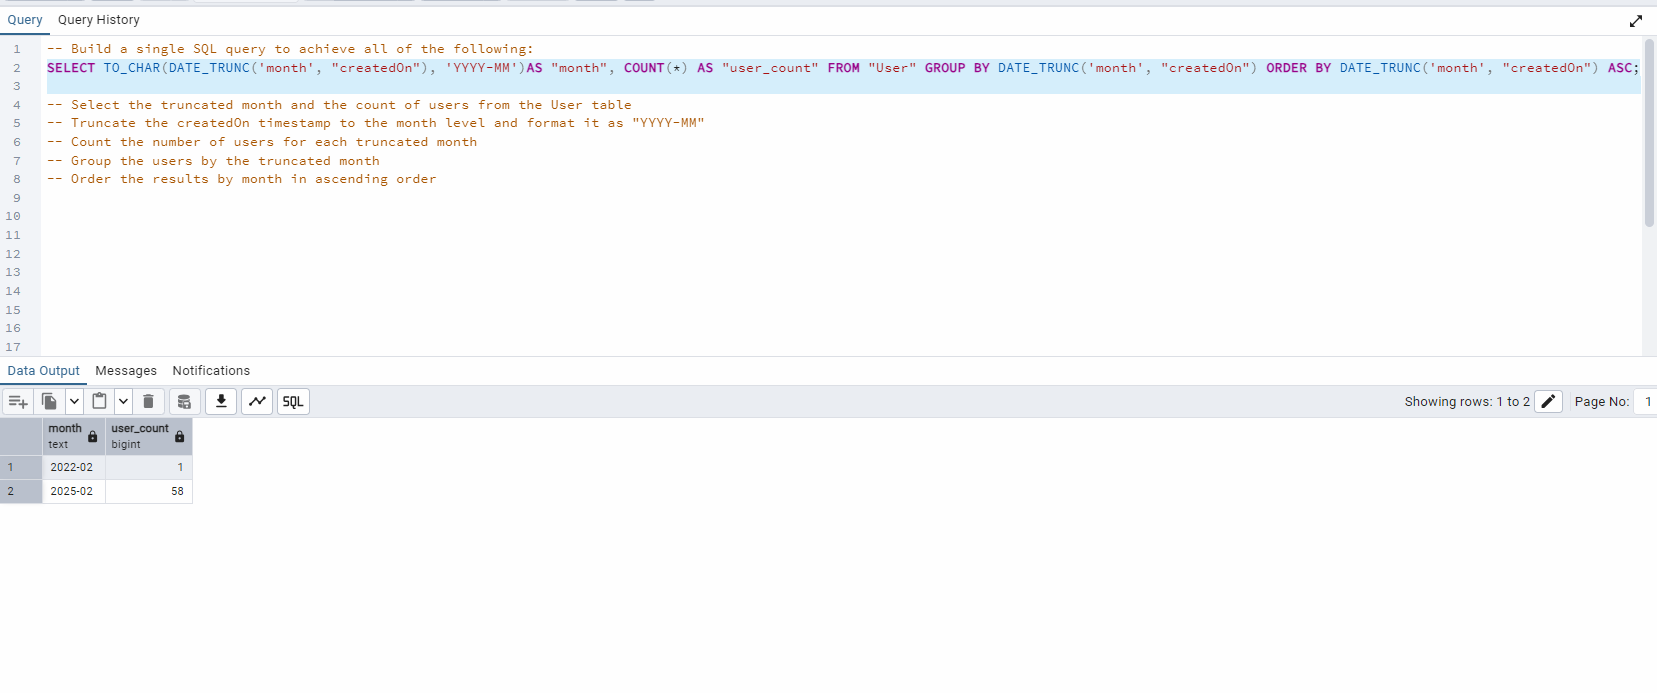 Query Query History
1 -- Build a single SQL query to achieve all of the following:
2 SELECT TO_CHAR(DATE_TRUNC('month', "createdOn"), 'YYYY-MM')AS "month", COUNT(*) AS "user_count" FROM "User" GROUP BY DATE_TRUNC('month', "createdOn") ORDER BY DATE_TRUNC('month', "createdOn") ASC;
3
4 -- Select the truncated month and the count of users from the User table
5 -- Truncate the createdOn timestamp to the month level and format it as "YYYY-MM"
6 -- Count the number of users for each truncated month
7 -- Group the users by the truncated month
8 -- Order the results by month in ascending order
9
10
11
12
13
14
15
16
17
Data Output Messages Notifications
SQL Showing rows: 1 to 2 Page No: 1
month user_count
text bigint
1 2022-02 1
2 2025-02 58